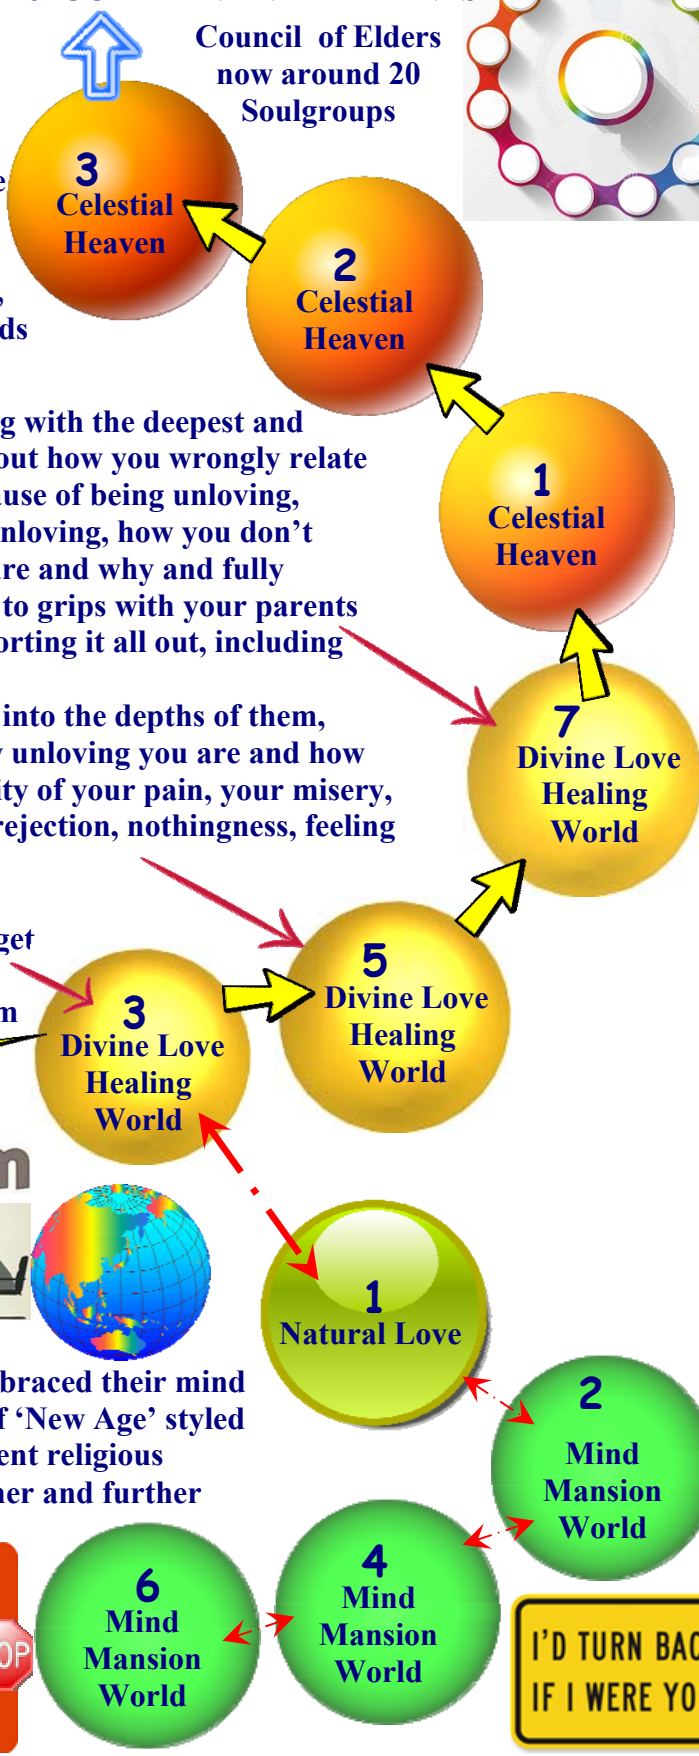 Council of Elders
now around 20
Soulgroups
3
Celestial
Heaven
2
Celestial
Heaven
1
Celestial
Heaven
g with the deepest and
out how you wrongly relate
ause of being unloving,
nloving, how you don’t
are and why and fully
to grips with your parents
orting it all out, including
7
Divine Love
Healing
World
into the depths of them,
unloving you are and how
ity of your pain, your misery,
rejection, nothingness, feeling
get
m
5
Divine Love
Healing
World
3
Divine Love
Healing
World
m
1
Natural Love
braced their mind
f ‘New Age’ styled
ent religious
her and further
2
Mind
Mansion
World
4
Mind
Mansion
World
6
Mind
Mansion
World
OP
I’D TURN BAC
IF I WERE YO